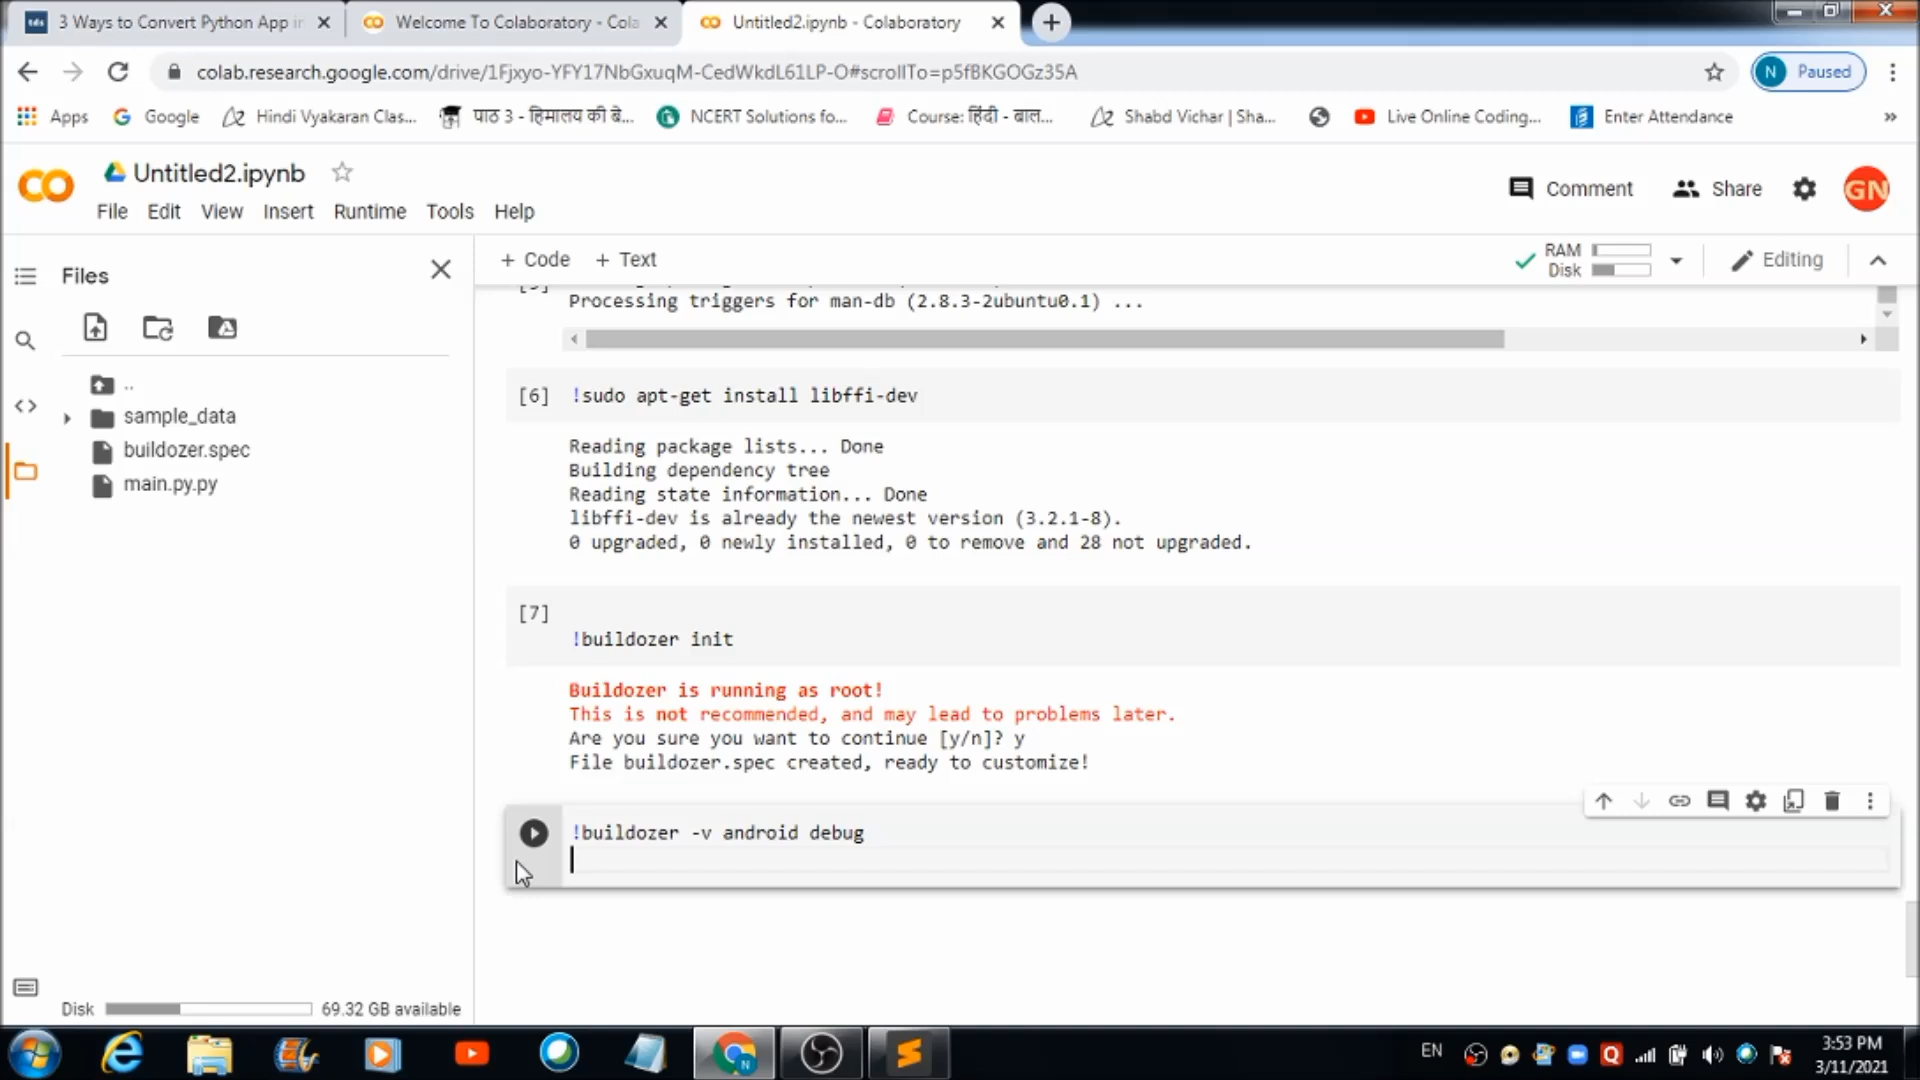 3 Ways to Convert Python App in
Welcome To Colaboratory - Cola
Untitled2.ipynb - Colaboratory
colab.research.google.com/drive/1Fjxyo-YFY17NbGxuqM-CedWkdL61LP-O#scrollTo=p5fBKGOGz35A
N Paused
Apps
Google
Hindi Vyakaran Clas...
पाठ 3 - हिमालय की बे...
NCERT Solutions fo...
Course: हिंदी - बाल...
Shabd Vichar | Sha...
Live Online Coding...
Enter Attendance
»
Untitled2.ipynb
Comment
Share
GN
File Edit View Insert Runtime Tools Help
Files
+ Code + Text
RAM
Disk
Editing
Processing triggers for man-db (2.8.3-2ubuntu0.1) ...
..
sample_data
buildozer.spec
main.py.py
[6] !sudo apt-get install libffi-dev
Reading package lists... Done
Building dependency tree
Reading state information... Done
libffi-dev is already the newest version (3.2.1-8).
0 upgraded, 0 newly installed, 0 to remove and 28 not upgraded.
[7]
!buildozer init
Buildozer is running as root!
This is not recommended, and may lead to problems later.
Are you sure you want to continue [y/n]? y
File buildozer.spec created, ready to customize!
!buildozer -v android debug
Disk 69.32 GB available
EN
3:53 PM
3/11/2021